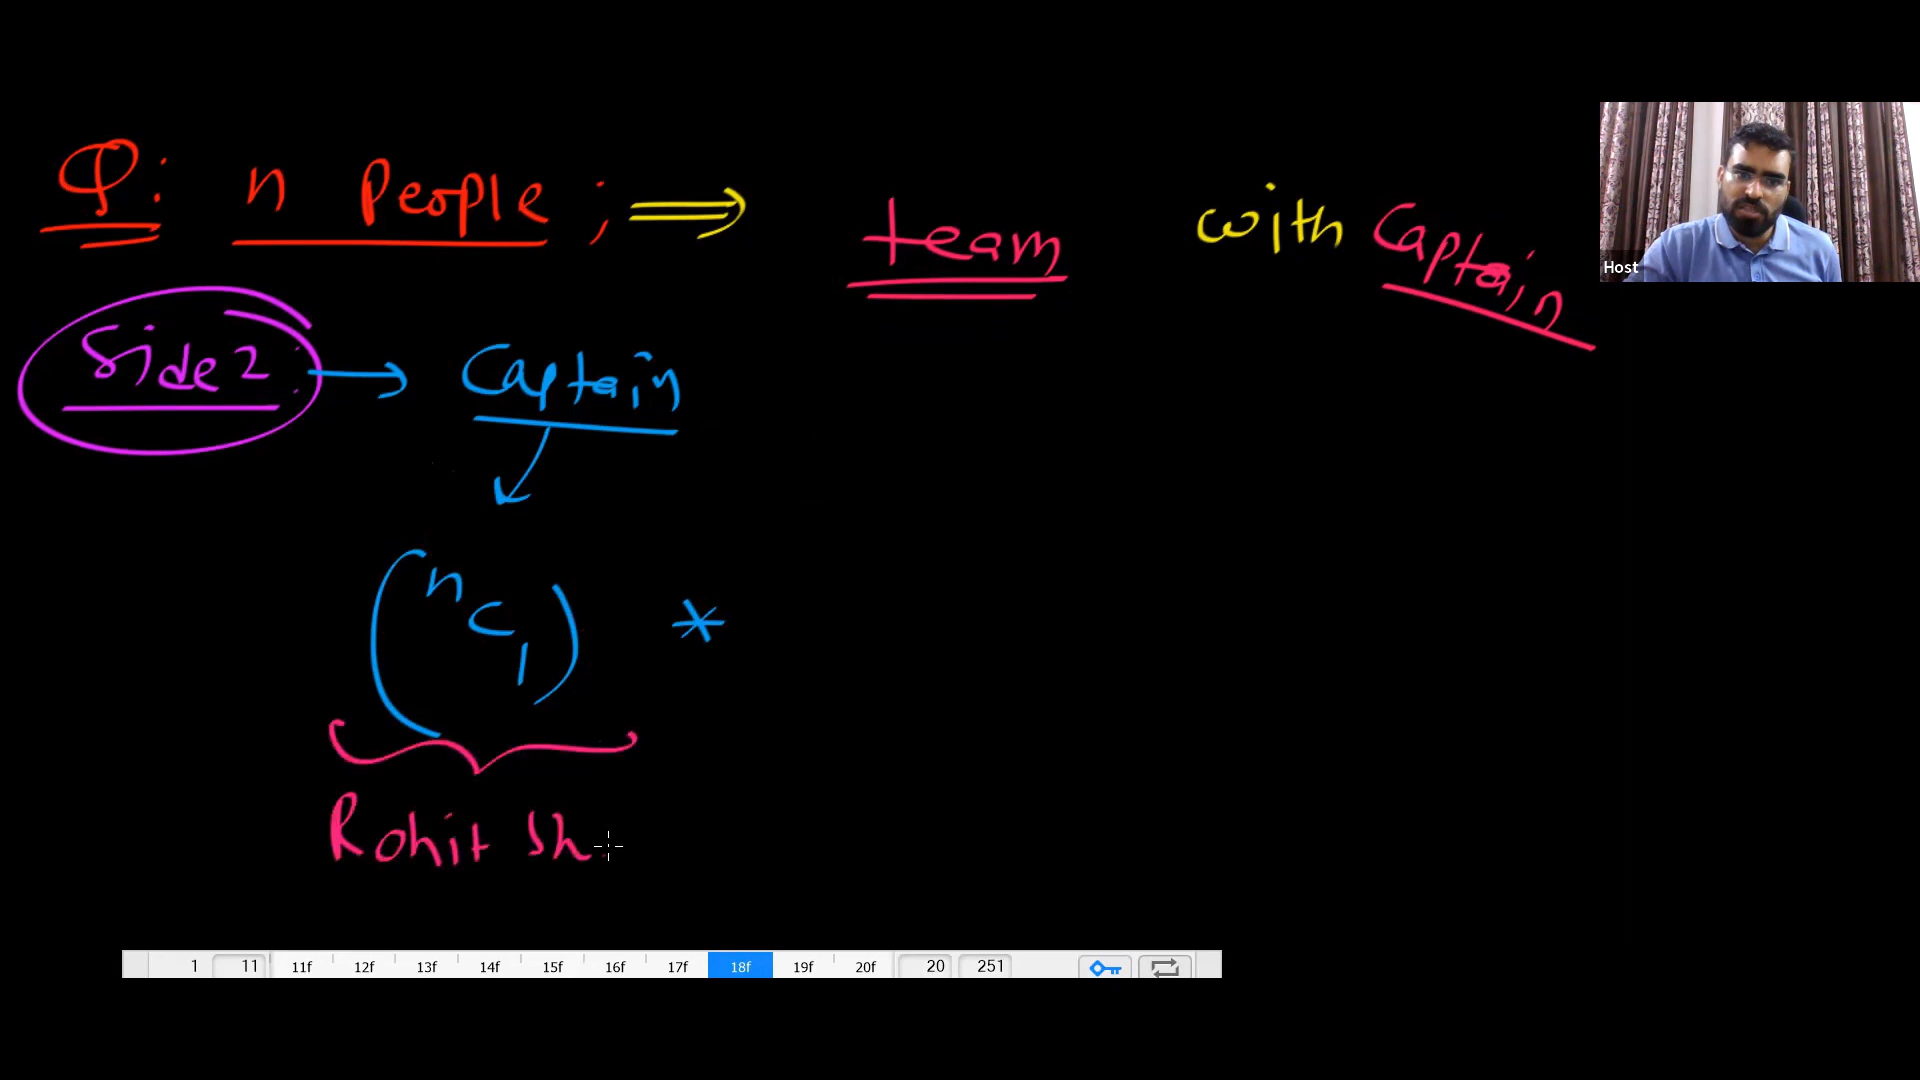 Q: n People ; ⇒ team with Captain
Host
Side 2 : → Captain
(nC1) *
Rohit Sh
1 11 11f 12f 13f 14f 15f 16f 17f 18f 19f 20f 20 251